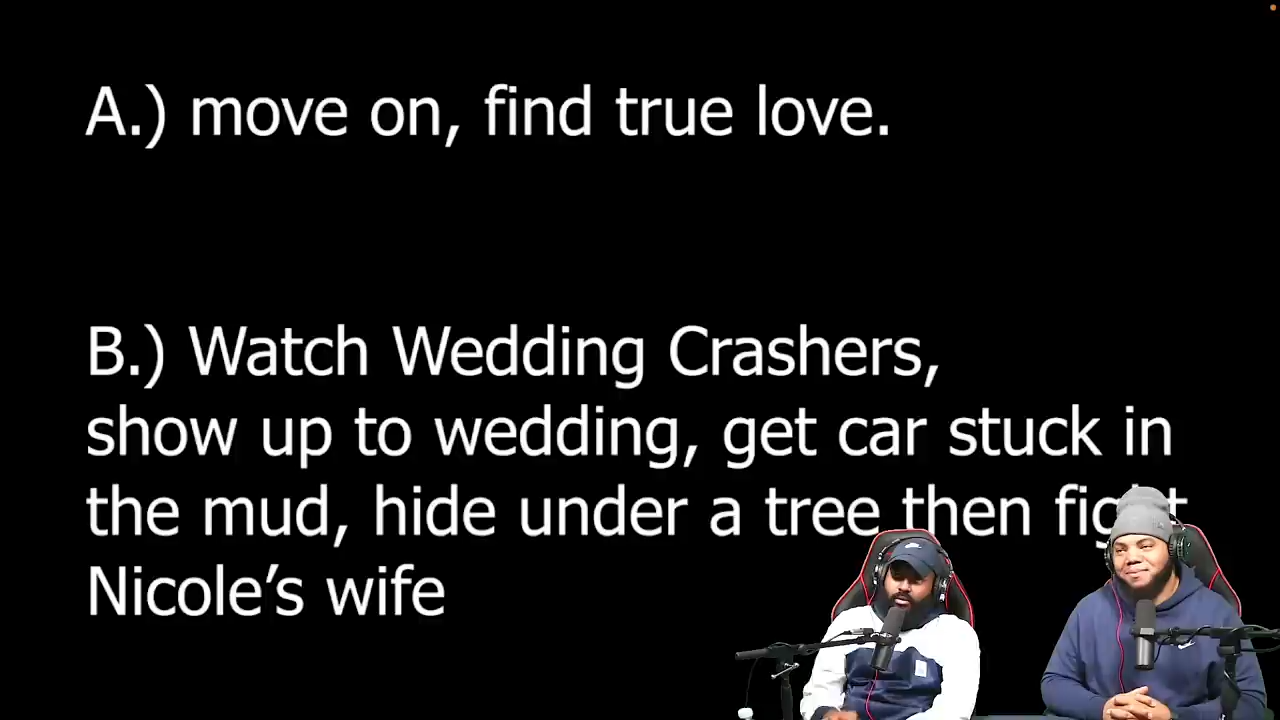 A.) move on, find true love.
B.) Watch Wedding Crashers,
show up to wedding, get car stuck in
the mud, hide under a tree then fight
Nicole's wife